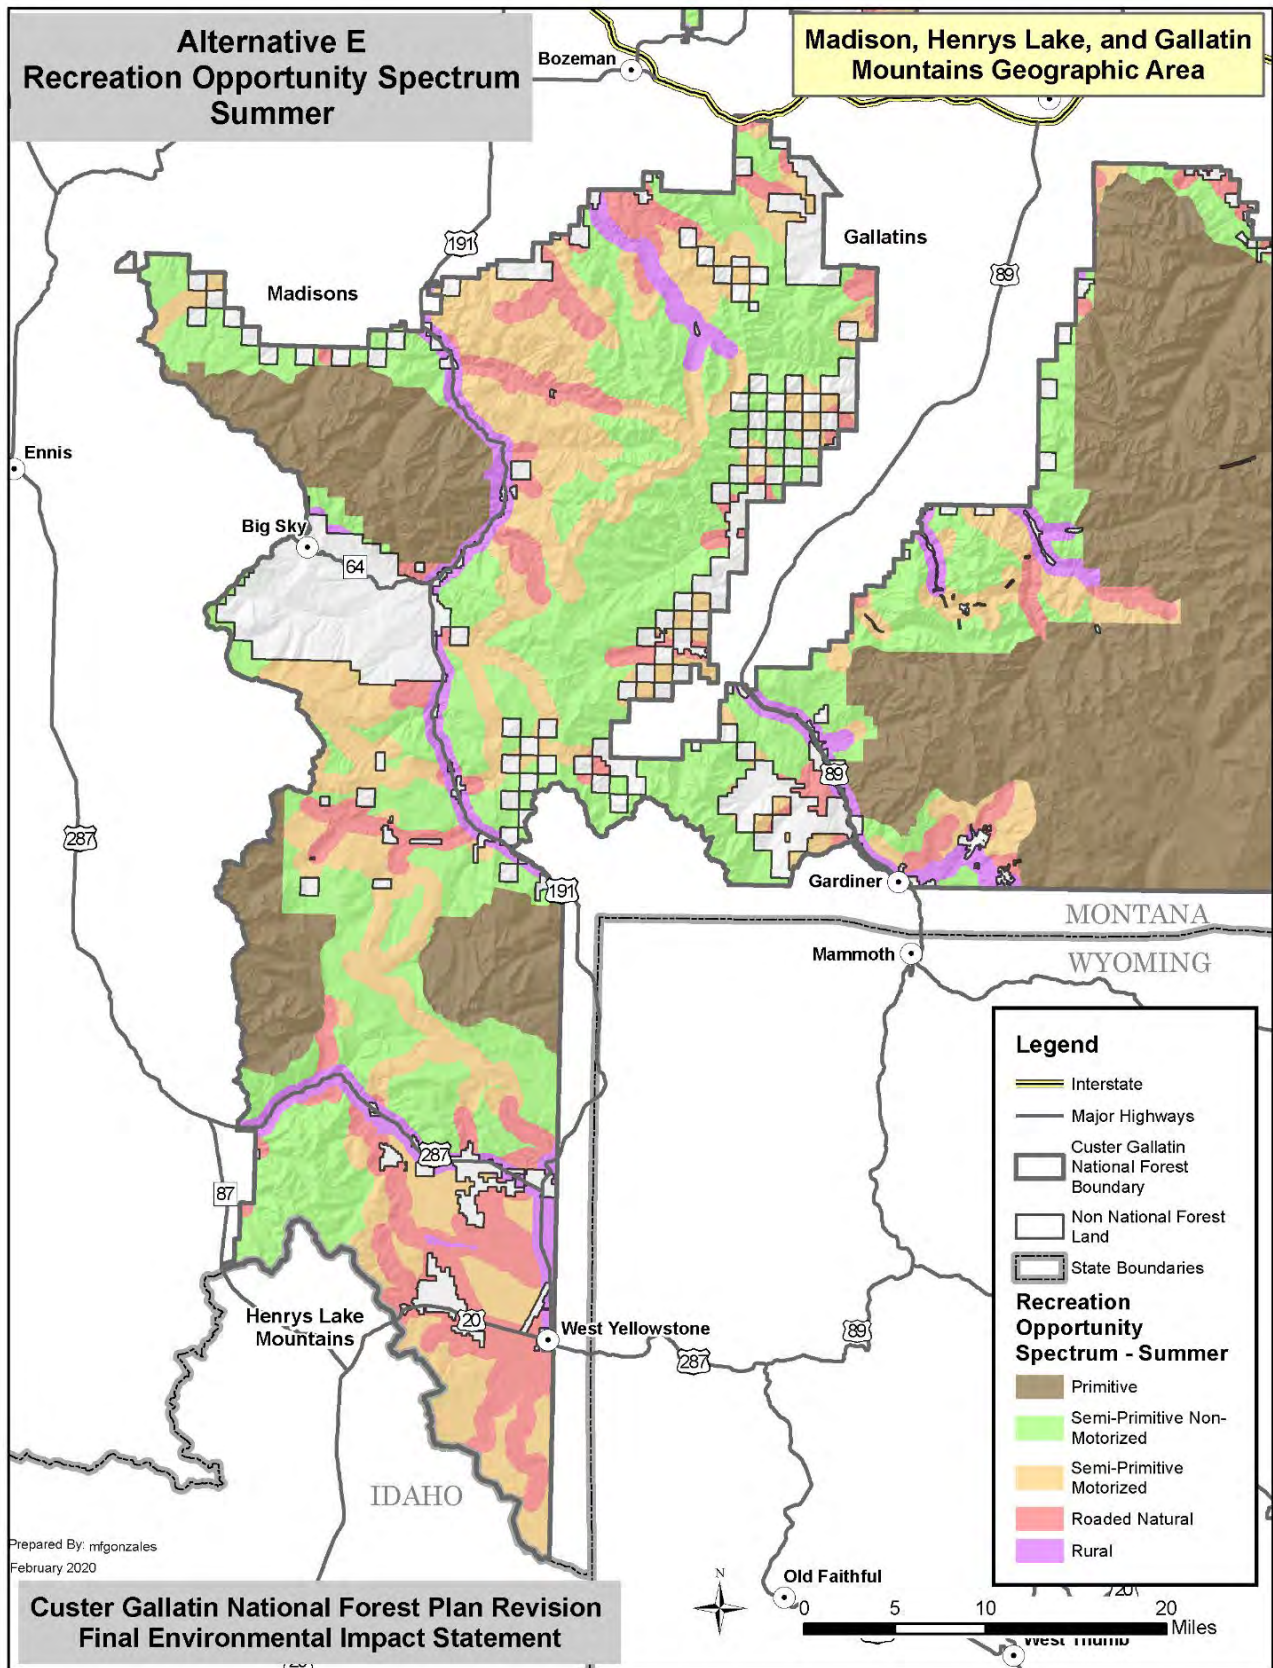 Alternative E
Recreation Opportunity Spectrum
Summer
Madison, Henrys Lake, and Gallatin
Mountains Geographic Area
Bozeman
191
Gallatins
89
Madisons
Ennis
Big Sky
64
287
89
191
Gardiner
MONTANA
WYOMING
Mammoth
287
87
Henrys Lake
Mountains
20
West Yellowstone
89
287
IDAHO
Old Faithful
Legend
Interstate
Major Highways
Custer Gallatin
National Forest
Boundary
Non National Forest
Land
State Boundaries
Recreation
Opportunity
Spectrum - Summer
Primitive
Semi-Primitive Non-
Motorized
Semi-Primitive
Motorized
Roaded Natural
Rural
Prepared By: mfgonzales
February 2020
Custer Gallatin National Forest Plan Revision
Final Environmental Impact Statement
N
0 5 10 20
Miles
West Thumb